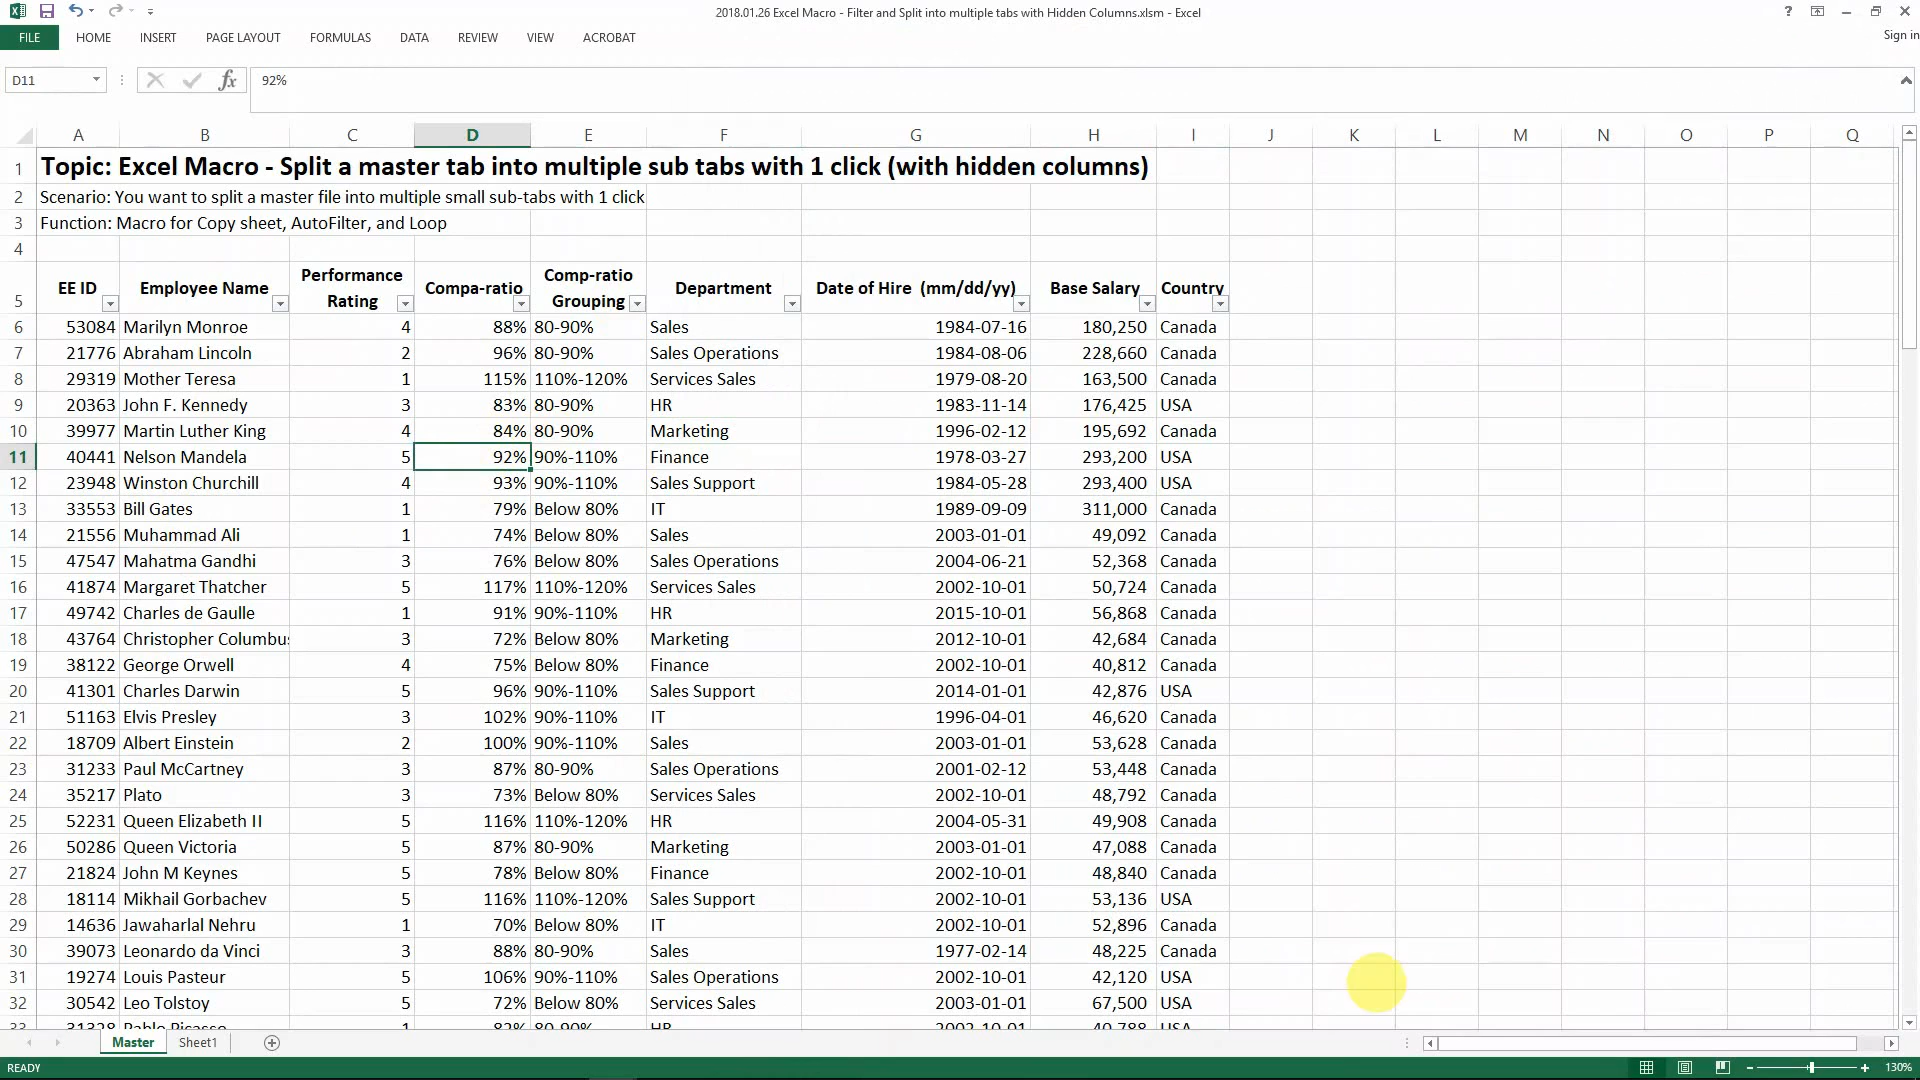 2018.01.26 Excel Macro - Filter and Split into multiple tabs with Hidden Columns.xlsm - Excel
?
FILE HOME INSERT PAGE LAYOUT FORMULAS DATA REVIEW VIEW ACROBAT Sign in
D11 fx 92%
A B C D E F G H I J K L M N O P Q
1 Topic: Excel Macro - Split a master tab into multiple sub tabs with 1 click (with hidden columns)
2 Scenario: You want to split a master file into multiple small sub-tabs with 1 click
3 Function: Macro for Copy sheet, AutoFilter, and Loop
4
5 EE ID Employee Name Performance Rating Compa-ratio Comp-ratio Grouping Department Date of Hire (mm/dd/yy) Base Salary Country
6 53084 Marilyn Monroe 4 88% 80-90% Sales 1984-07-16 180,250 Canada
7 21776 Abraham Lincoln 2 96% 80-90% Sales Operations 1984-08-06 228,660 Canada
8 29319 Mother Teresa 1 115% 110%-120% Services Sales 1979-08-20 163,500 Canada
9 20363 John F. Kennedy 3 83% 80-90% HR 1983-11-14 176,425 USA
10 39977 Martin Luther King 4 84% 80-90% Marketing 1996-02-12 195,692 Canada
11 40441 Nelson Mandela 5 92% 90%-110% Finance 1978-03-27 293,200 USA
12 23948 Winston Churchill 4 93% 90%-110% Sales Support 1984-05-28 293,400 USA
13 33553 Bill Gates 1 79% Below 80% IT 1989-09-09 311,000 Canada
14 21556 Muhammad Ali 1 74% Below 80% Sales 2003-01-01 49,092 Canada
15 47547 Mahatma Gandhi 3 76% Below 80% Sales Operations 2004-06-21 52,368 Canada
16 41874 Margaret Thatcher 5 117% 110%-120% Services Sales 2002-10-01 50,724 Canada
17 49742 Charles de Gaulle 1 91% 90%-110% HR 2015-10-01 56,868 Canada
18 43764 Christopher Columbus 3 72% Below 80% Marketing 2012-10-01 42,684 Canada
19 38122 George Orwell 4 75% Below 80% Finance 2002-10-01 40,812 Canada
20 41301 Charles Darwin 5 96% 90%-110% Sales Support 2014-01-01 42,876 USA
21 51163 Elvis Presley 3 102% 90%-110% IT 1996-04-01 46,620 Canada
22 18709 Albert Einstein 2 100% 90%-110% Sales 2003-01-01 53,628 Canada
23 31233 Paul McCartney 3 87% 80-90% Sales Operations 2001-02-12 53,448 Canada
24 35217 Plato 3 73% Below 80% Services Sales 2002-10-01 48,792 Canada
25 52231 Queen Elizabeth II 5 116% 110%-120% HR 2004-05-31 49,908 Canada
26 50286 Queen Victoria 5 87% 80-90% Marketing 2003-01-01 47,088 Canada
27 21824 John M Keynes 5 78% Below 80% Finance 2002-10-01 48,840 Canada
28 18114 Mikhail Gorbachev 5 116% 110%-120% Sales Support 2002-10-01 53,136 USA
29 14636 Jawaharlal Nehru 1 70% Below 80% IT 2002-10-01 52,896 Canada
30 39073 Leonardo da Vinci 3 88% 80-90% Sales 1977-02-14 48,225 Canada
31 19274 Louis Pasteur 5 106% 90%-110% Sales Operations 2002-10-01 42,120 USA
32 30542 Leo Tolstoy 5 72% Below 80% Services Sales 2003-01-01 67,500 USA
33 31328 Pablo Picasso 1 82% 80-90% HR 2002-10-01 40,788 USA
Master Sheet1
READY 130%